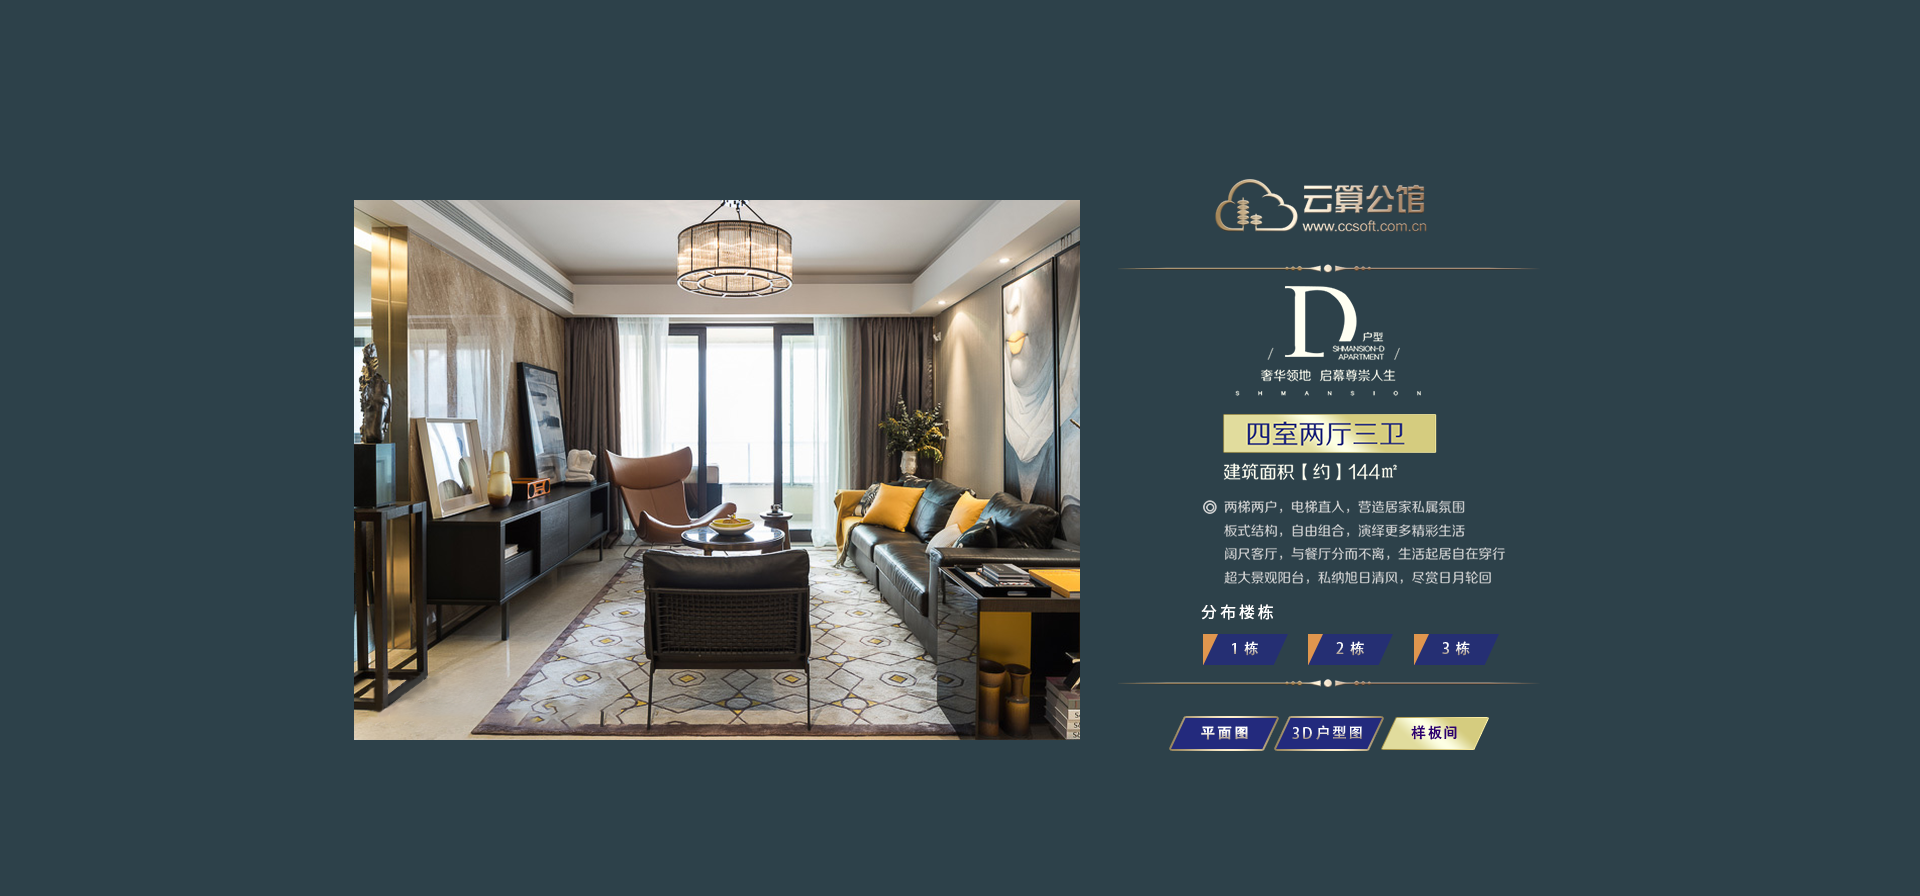 云算公馆
www.ccsoft.com.cn
D
户型
SHMANSION-D
APARTMENT
奢华领地 启幕尊崇人生
SHMANSION
四室两厅三卫
建筑面积【约】144㎡
◎ 两梯两户，电梯直入，营造居家私属氛围
板式结构，自由组合，演绎更多精彩生活
阔尺客厅，与餐厅分而不离，生活起居自在穿行
超大景观阳台，私纳旭日清风，尽赏日月轮回
分布楼栋
1 栋 2 栋 3 栋
平面图 3D户型图 样板间